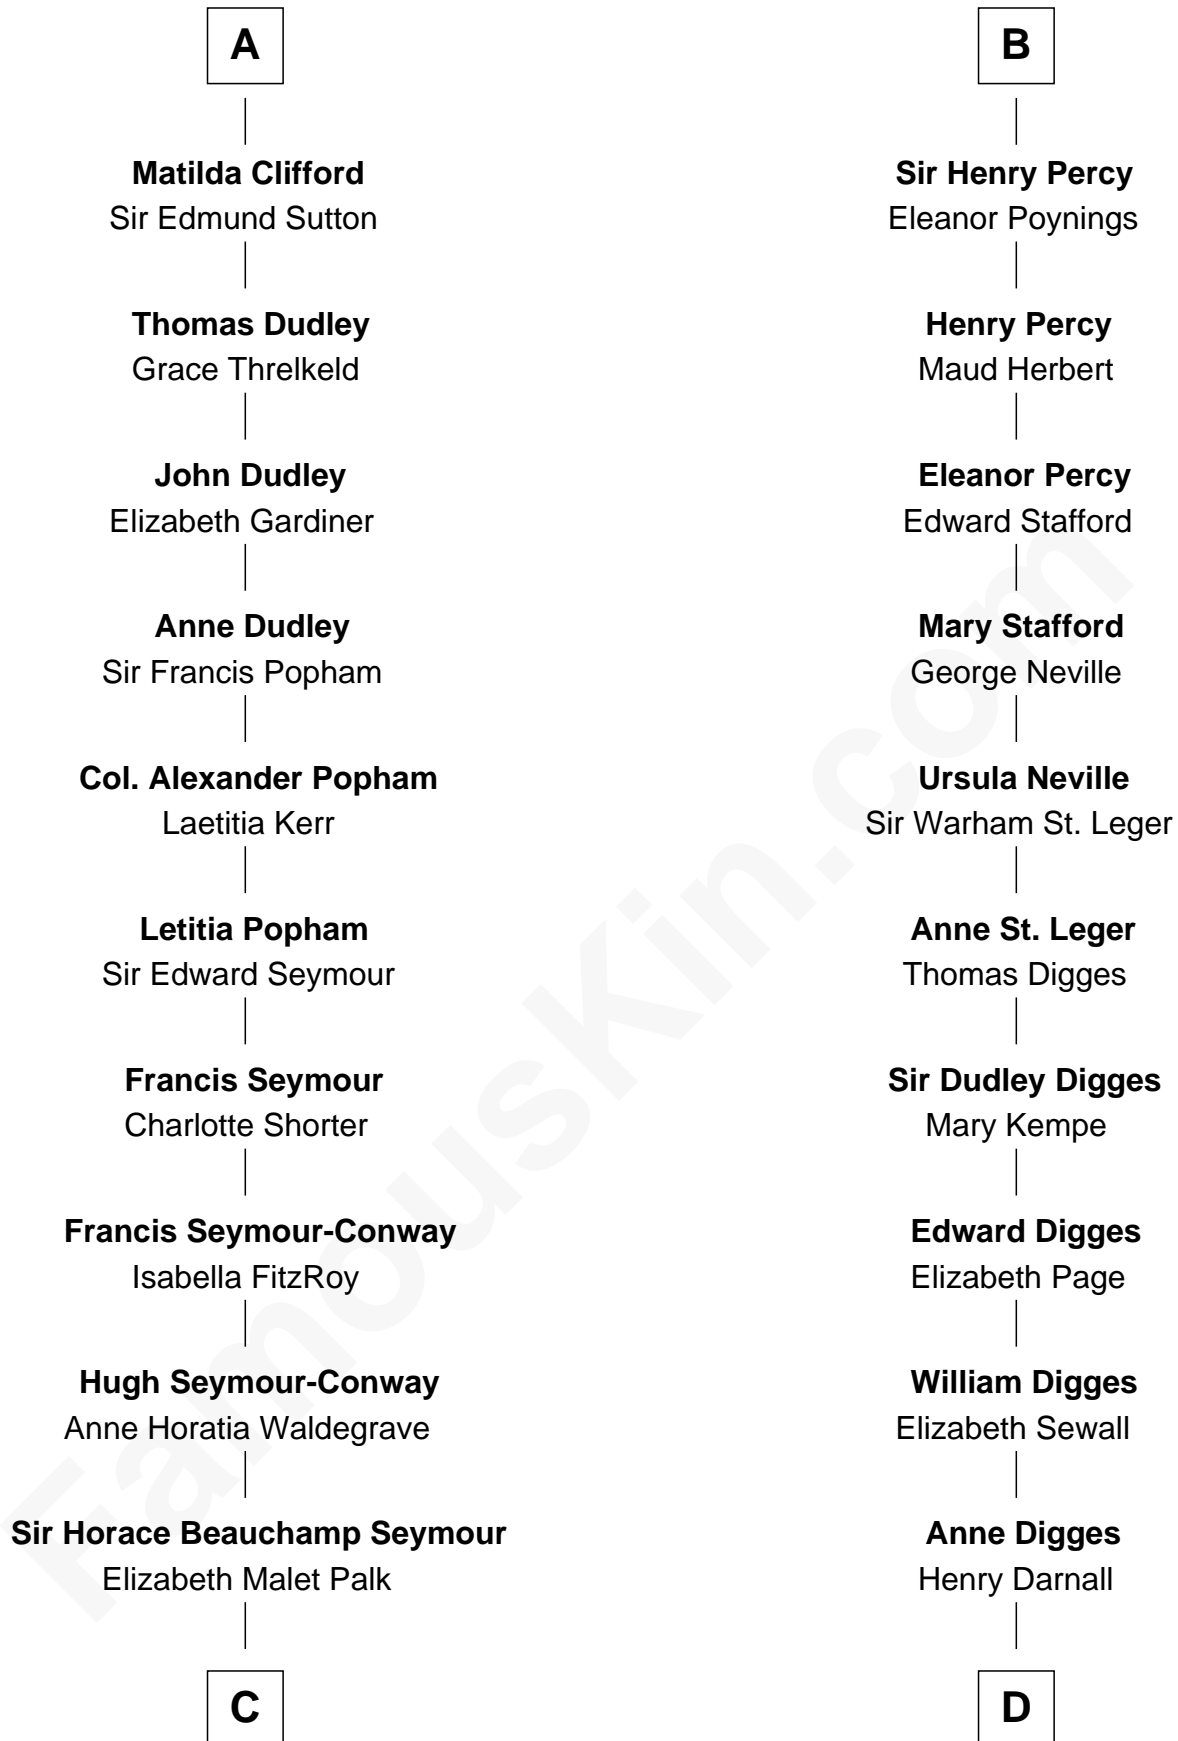 A
Matilda Clifford
Sir Edmund Sutton
Thomas Dudley
Grace Threlkeld
John Dudley
Elizabeth Gardiner
Anne Dudley
Sir Francis Popham
Col. Alexander Popham
Laetitia Kerr
Letitia Popham
Sir Edward Seymour
Francis Seymour
Charlotte Shorter
Francis Seymour-Conway
Isabella FitzRoy
Hugh Seymour-Conway
Anne Horatia Waldegrave
Sir Horace Beauchamp Seymour
Elizabeth Malet Palk
C
B
Sir Henry Percy
Eleanor Poynings
Henry Percy
Maud Herbert
Eleanor Percy
Edward Stafford
Mary Stafford
George Neville
Ursula Neville
Sir Warham St. Leger
Anne St. Leger
Thomas Digges
Sir Dudley Digges
Mary Kempe
Edward Digges
Elizabeth Page
William Digges
Elizabeth Sewall
Anne Digges
Henry Darnall
D
FamousKin.com